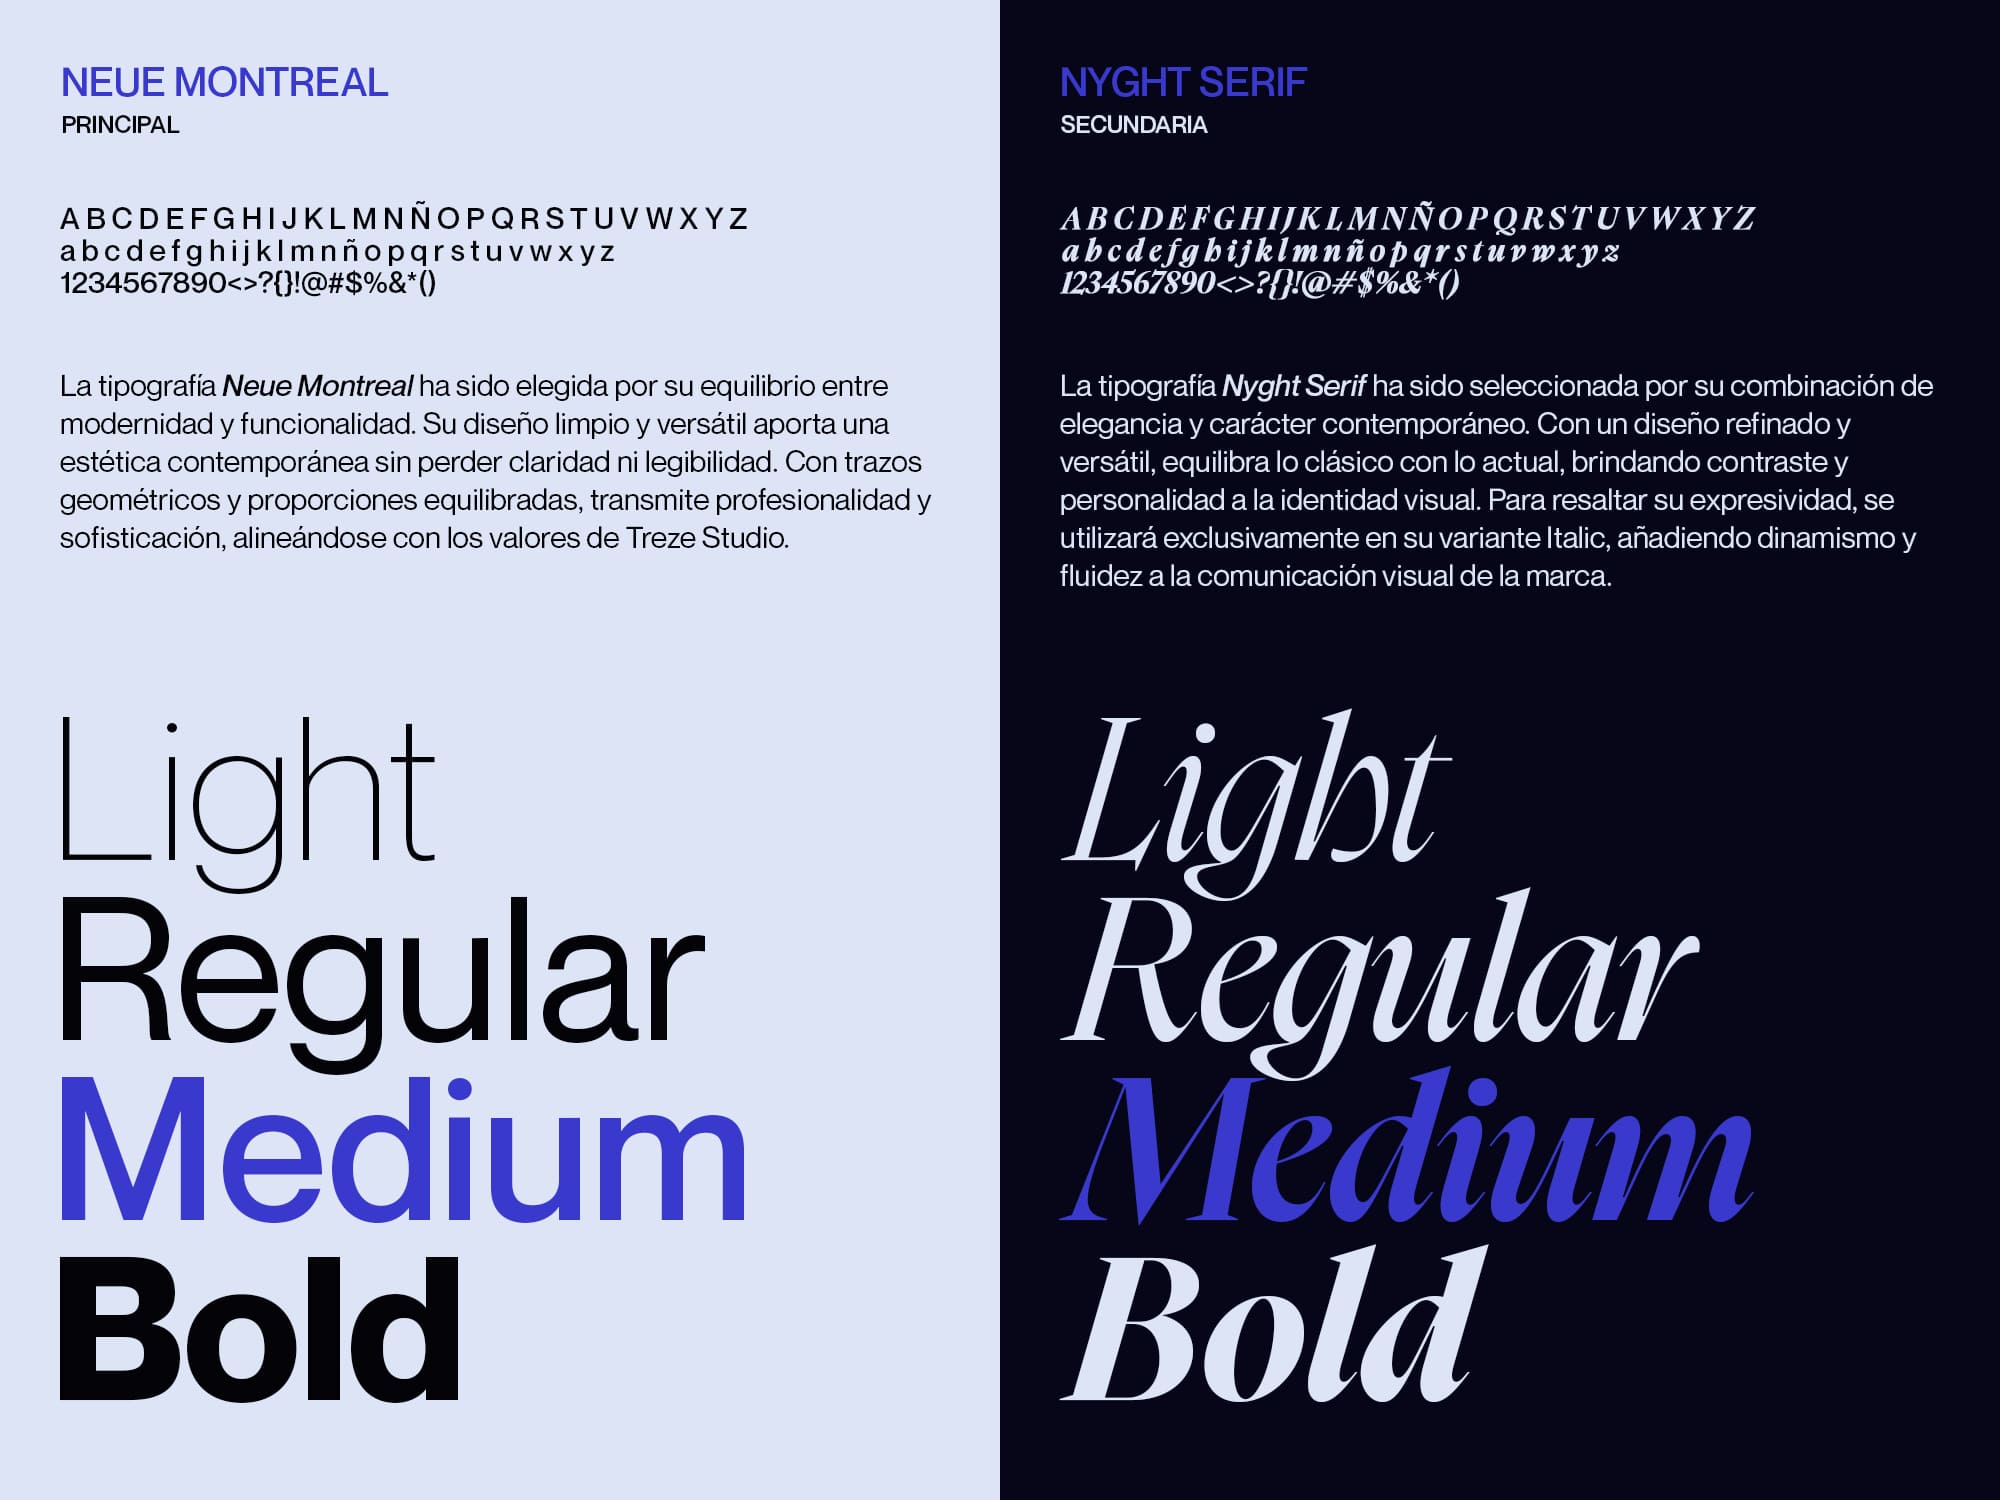 NEUE MONTREAL
PRINCIPAL
A B C D E F G H I J K L M N Ñ O P Q R S T U V W X Y Z
a b c d e f g h i j k l m n ñ o p q r s t u v w x y z
1234567890<>?{}!@#$%&*()
La tipografía Neue Montreal ha sido elegida por su equilibrio entre
modernidad y funcionalidad. Su diseño limpio y versátil aporta una
estética contemporánea sin perder claridad ni legibilidad. Con trazos
geométricos y proporciones equilibradas, transmite profesionalidad y
sofisticación, alineándose con los valores de Treze Studio.
Light
Regular
Medium
Bold
NYGHT SERIF
SECUNDARIA
A B C D E F G H I J K L M N Ñ O P Q R S T U V W X Y Z
a b c d e f g h i j k l m n ñ o p q r s t u v w x y z
1234567890<>?{}!@#$%&*()
La tipografía Nyght Serif ha sido seleccionada por su combinación de
elegancia y carácter contemporáneo. Con un diseño refinado y
versátil, equilibra lo clásico con lo actual, brindando contraste y
personalidad a la identidad visual. Para resaltar su expresividad, se
utilizará exclusivamente en su variante Italic, añadiendo dinamismo y
fluidez a la comunicación visual de la marca.
Light
Regular
Medium
Bold